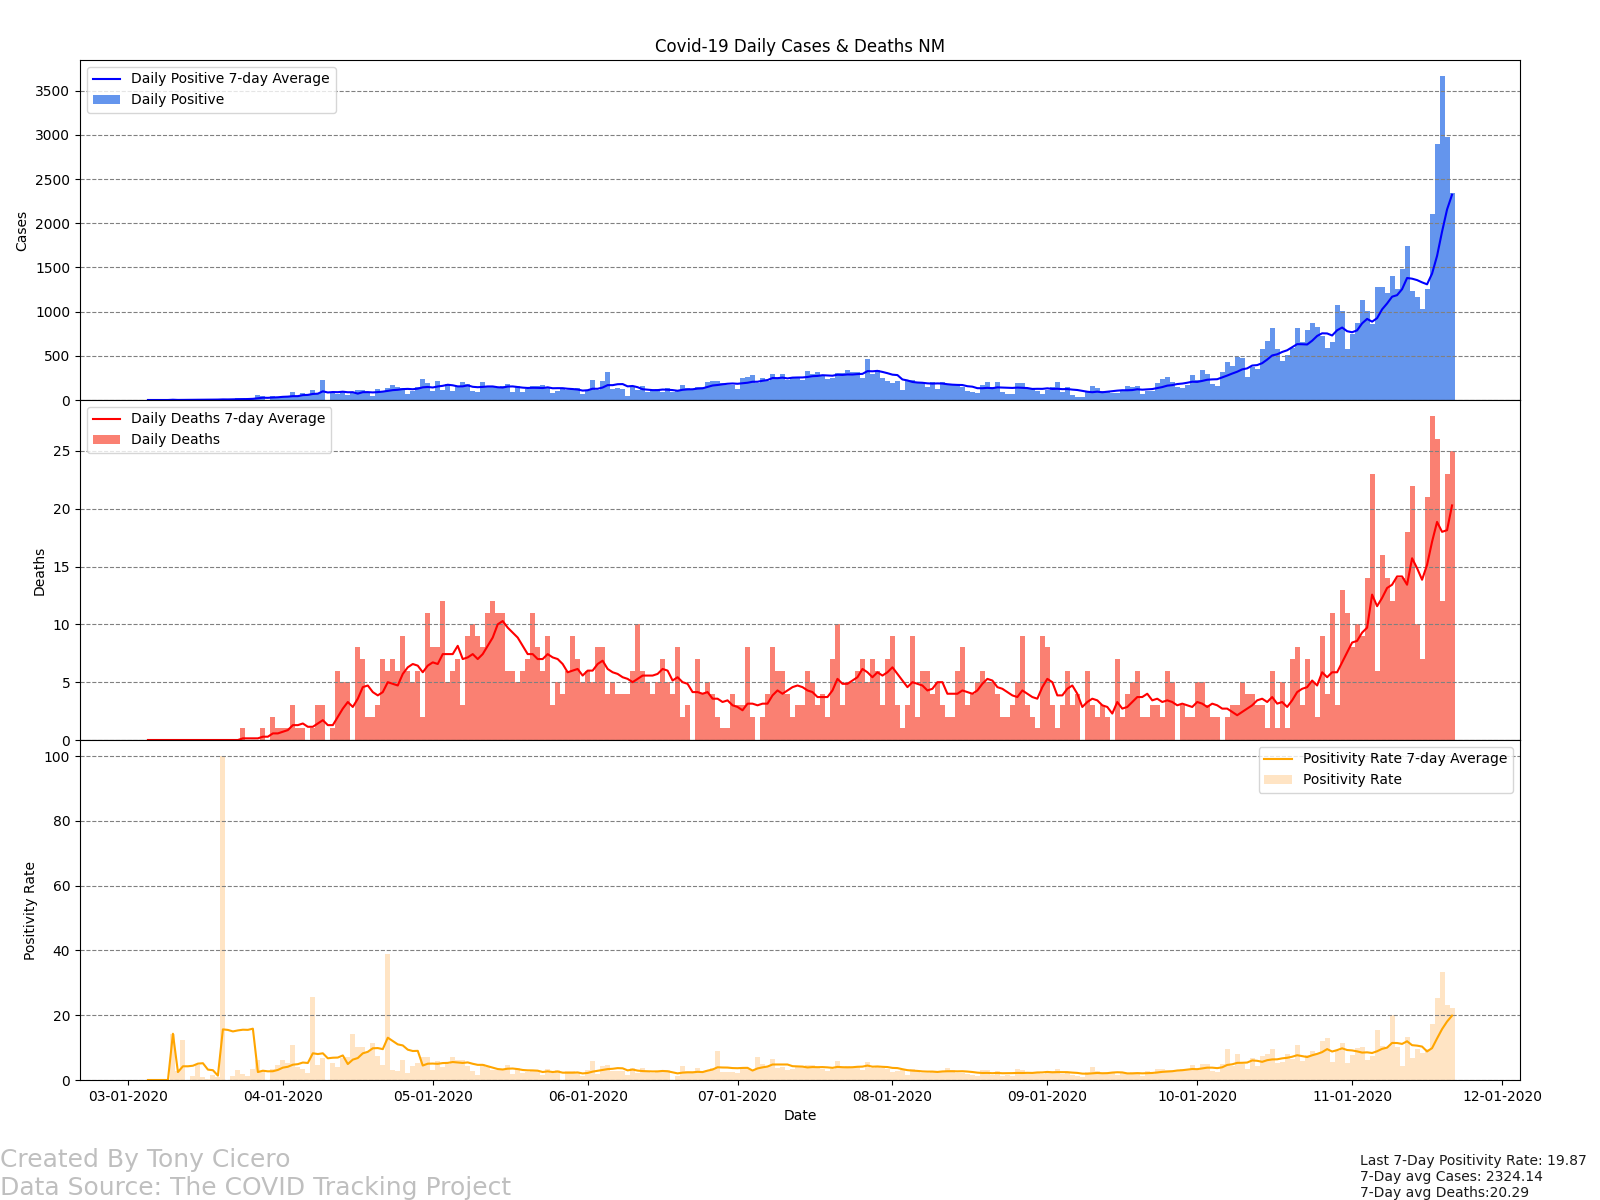 Covid-19 Daily Cases & Deaths NM
Daily Positive 7-day Average
Daily Positive
3500
3000
2500
2000
1500
1000
500
0
Cases
Daily Deaths 7-day Average
Daily Deaths
25
20
15
10
5
0
Deaths
Positivity Rate 7-day Average
Positivity Rate
100
80
60
40
20
0
Positivity Rate
03-01-2020 04-01-2020 05-01-2020 06-01-2020 07-01-2020 08-01-2020 09-01-2020 10-01-2020 11-01-2020 12-01-2020
Date
Created By Tony Cicero
Data Source: The COVID Tracking Project
Last 7-Day Positivity Rate: 19.87
7-Day avg Cases: 2324.14
7-Day avg Deaths:20.29